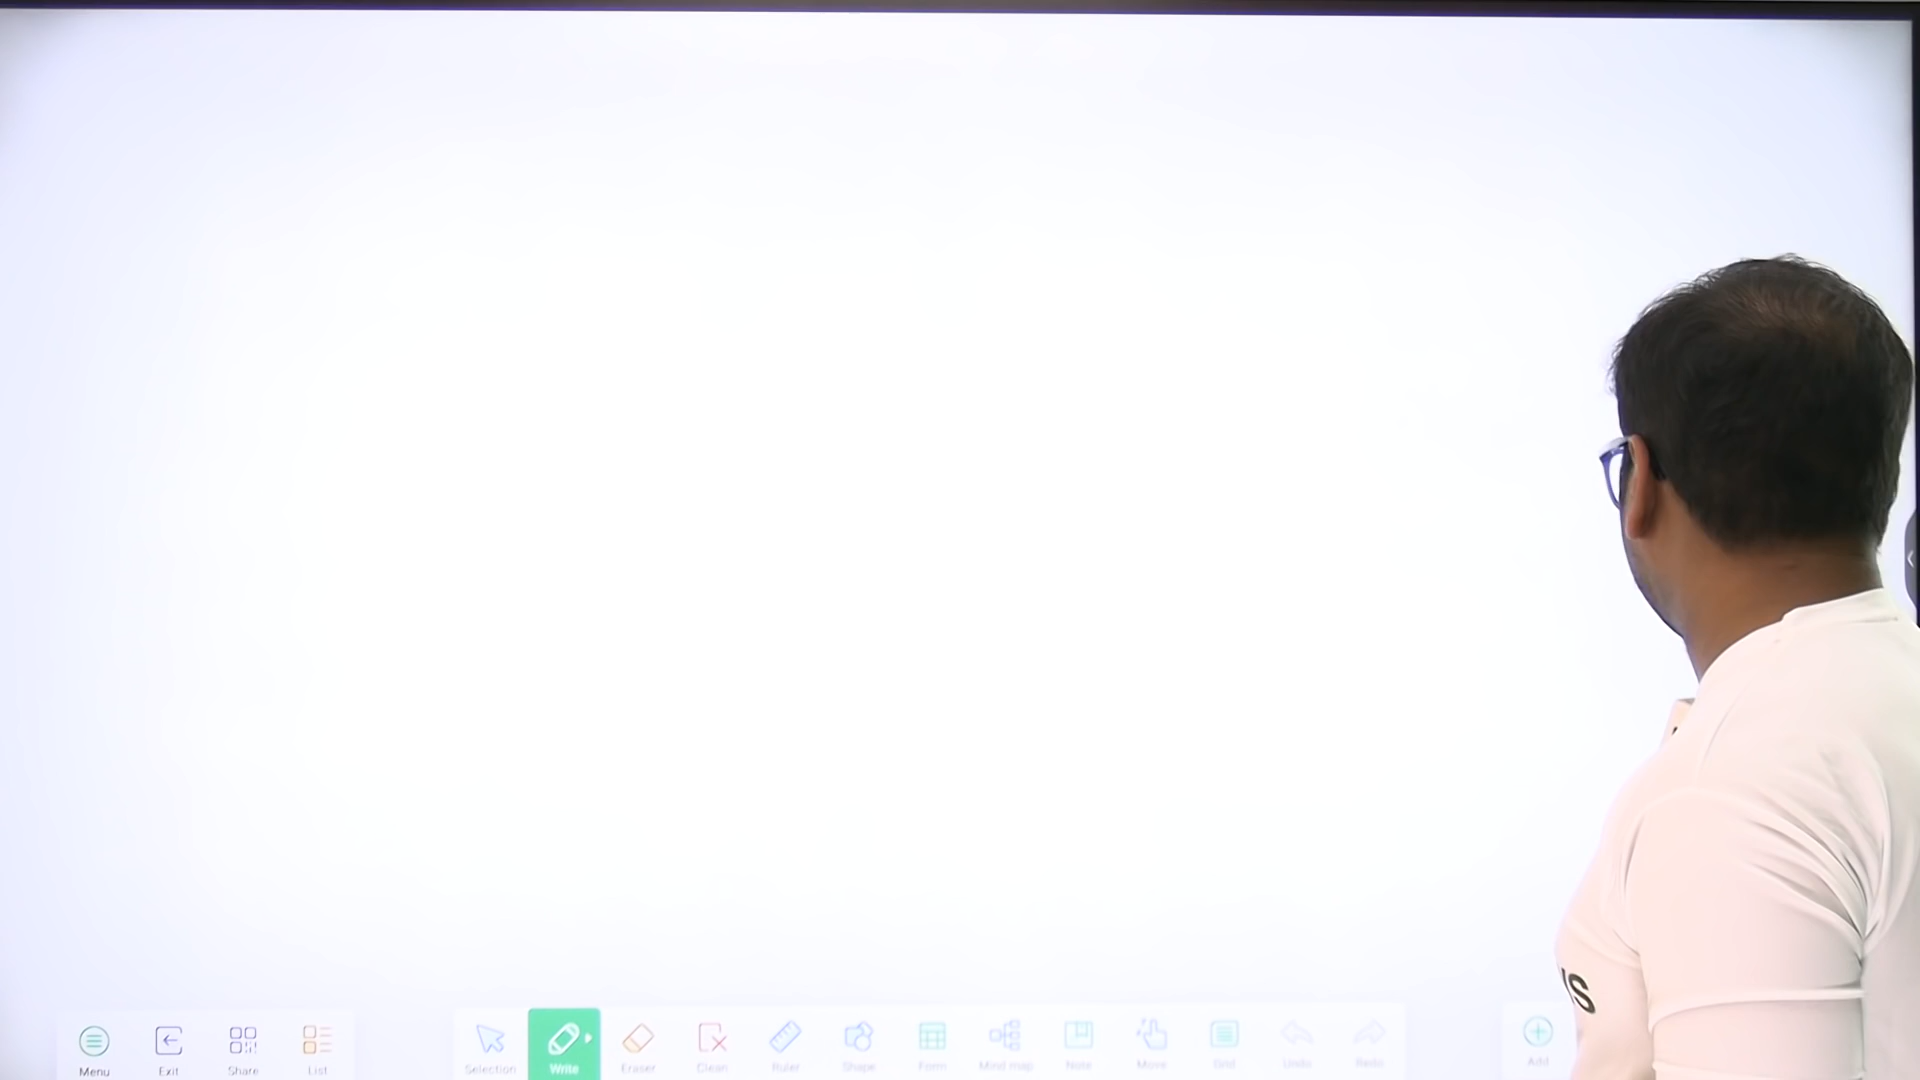 Menu
Exit
Share
List
Selection
Write
Eraser
Clean
Ruler
Shape
Form
Mind map
Note
Move
Grid
Undo
Redo
Add